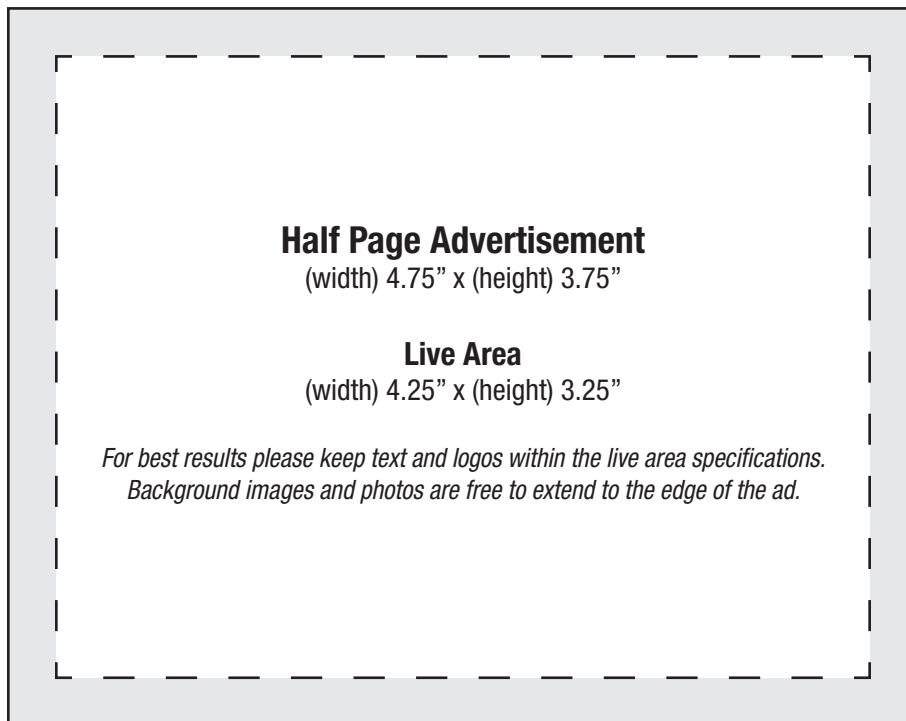 Half Page Advertisement
(width) 4.75” x (height) 3.75”
Live Area
(width) 4.25” x (height) 3.25”
For best results please keep text and logos within the live area specifications.
Background images and photos are free to extend to the edge of the ad.